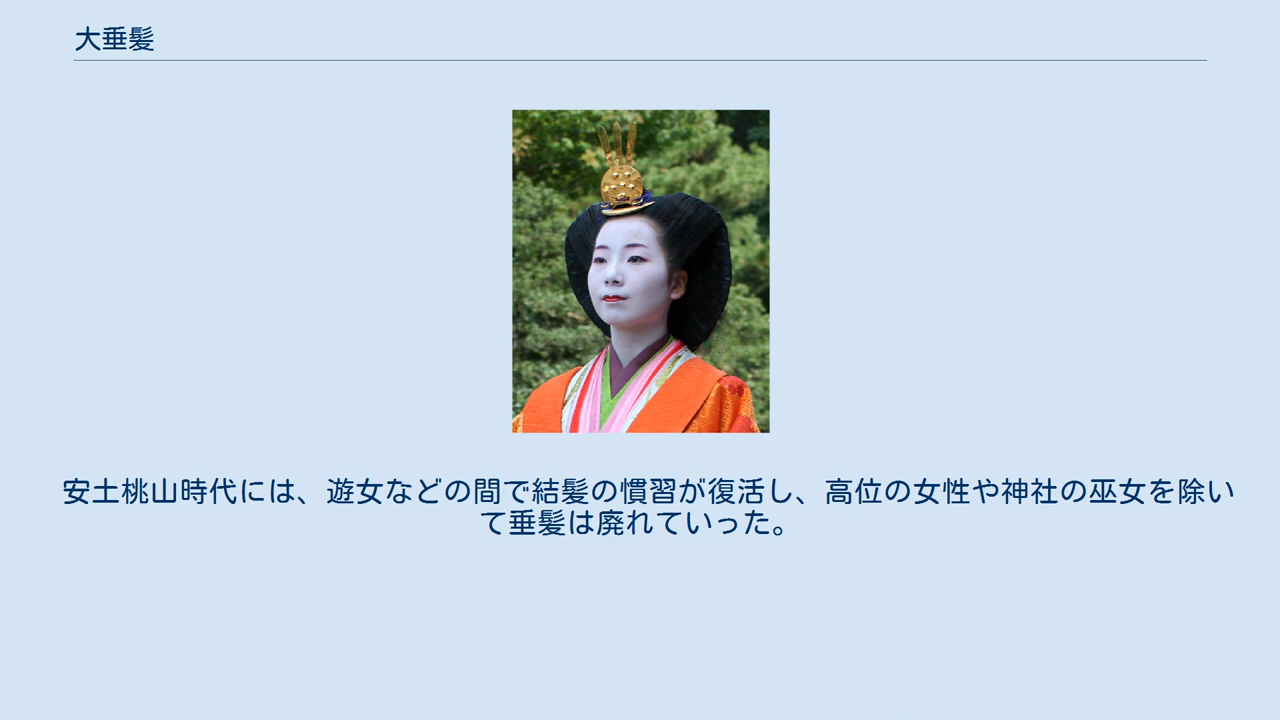 大垂髪
安土桃山時代には、遊女などの間で結髪の慣習が復活し、高位の女性や神社の巫女を除い
て垂髪は廃れていった。